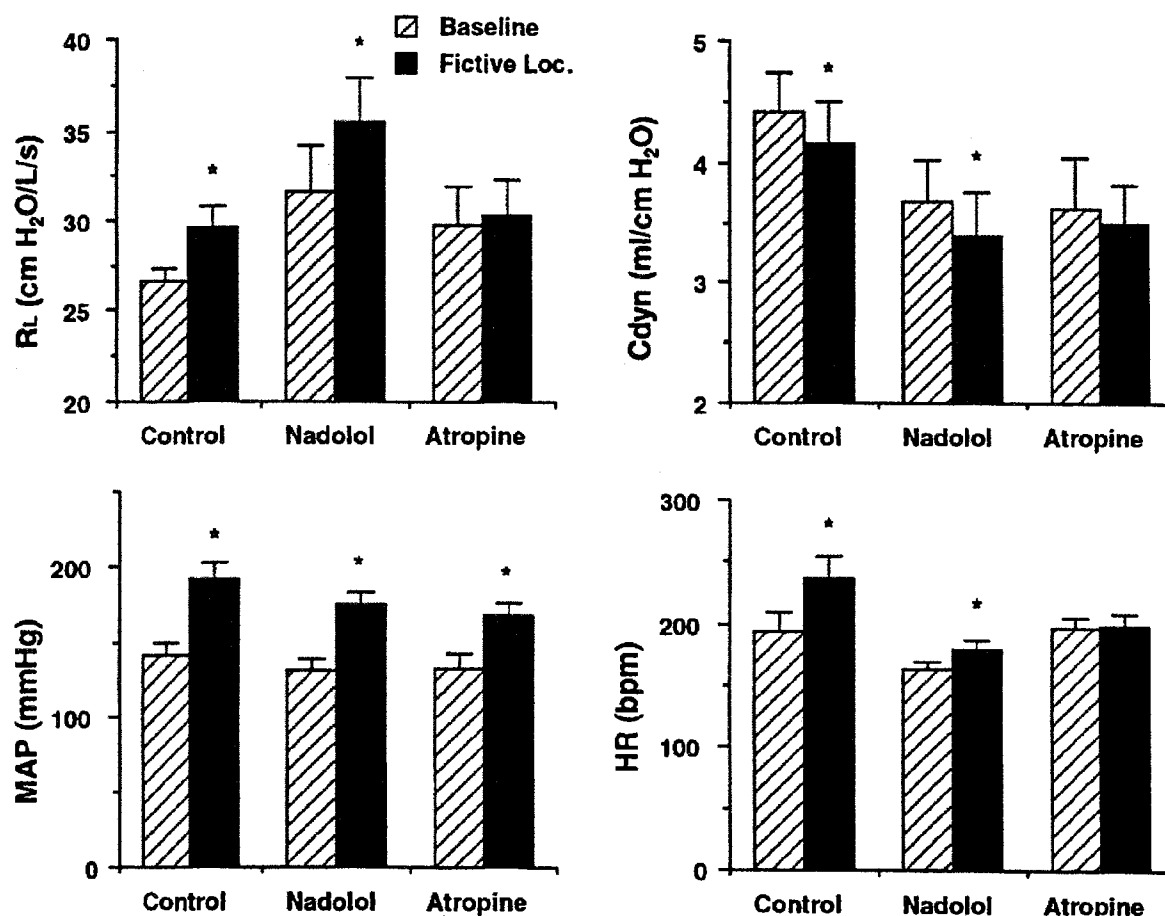 Baseline
Fictive Loc.
*
*
40
35
30
25
20
RL (cm H2O/L/s)
Control Nadolol Atropine
*
*
5
4
3
2
Cdyn (ml/cm H2O)
Control Nadolol Atropine
*
*
*
200
100
0
MAP (mmHg)
Control Nadolol Atropine
*
*
300
200
100
0
HR (bpm)
Control Nadolol Atropine